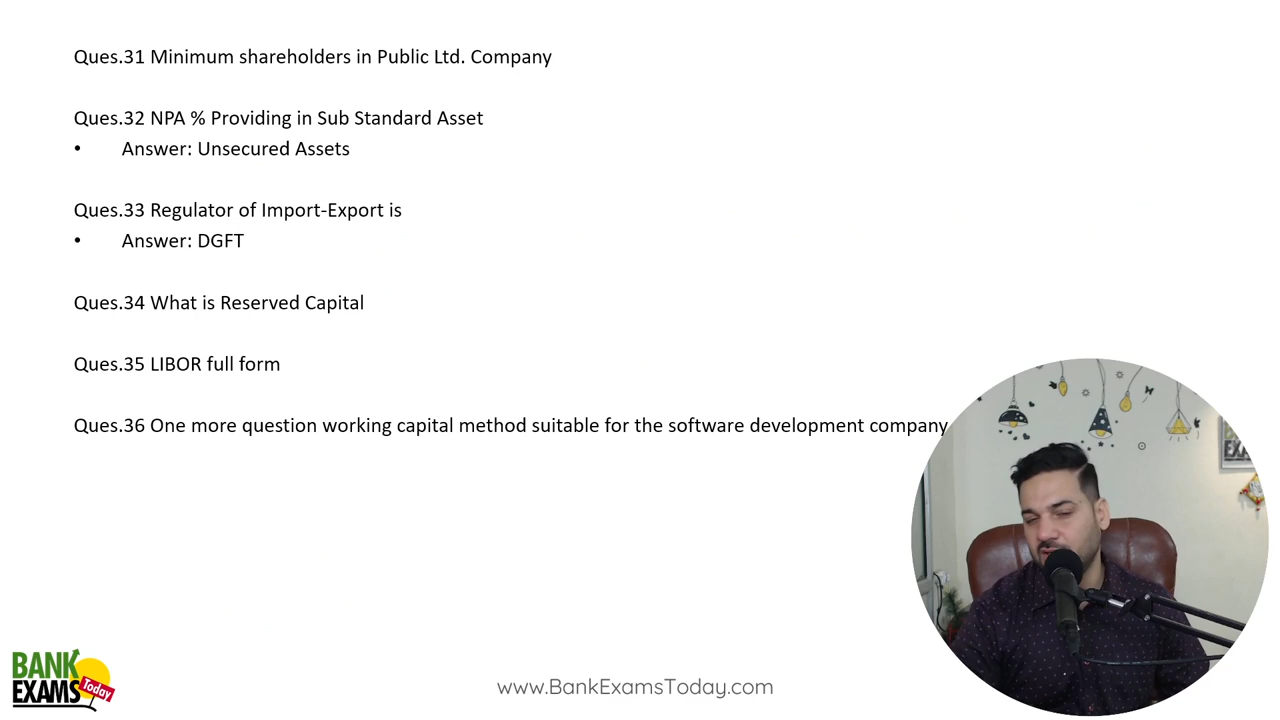 Ques.31 Minimum shareholders in Public Ltd. Company
Ques.32 NPA % Providing in Sub Standard Asset
• Answer: Unsecured Assets
Ques.33 Regulator of Import-Export is
• Answer: DGFT
Ques.34 What is Reserved Capital
Ques.35 LIBOR full form
Ques.36 One more question working capital method suitable for the software development company
BANK
EXAMS
Today
www.BankExamsToday.com